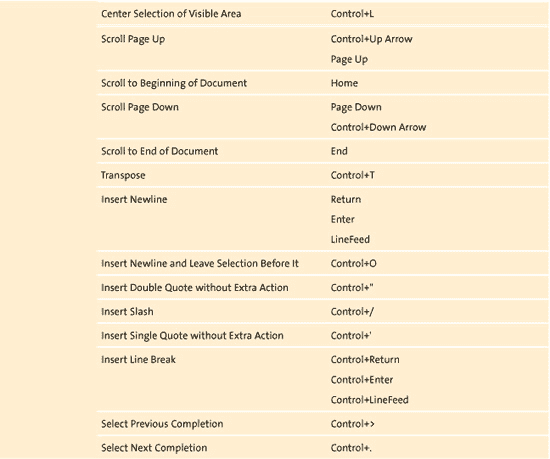 Center Selection of Visible Area Control+L
Scroll Page Up Control+Up Arrow
Page Up
Scroll to Beginning of Document Home
Scroll Page Down Page Down
Control+Down Arrow
Scroll to End of Document End
Transpose Control+T
Insert Newline Return
Enter
LineFeed
Insert Newline and Leave Selection Before It Control+O
Insert Double Quote without Extra Action Control+"
Insert Slash Control+/
Insert Single Quote without Extra Action Control+'
Insert Line Break Control+Return
Control+Enter
Control+LineFeed
Select Previous Completion Control+>
Select Next Completion Control+.